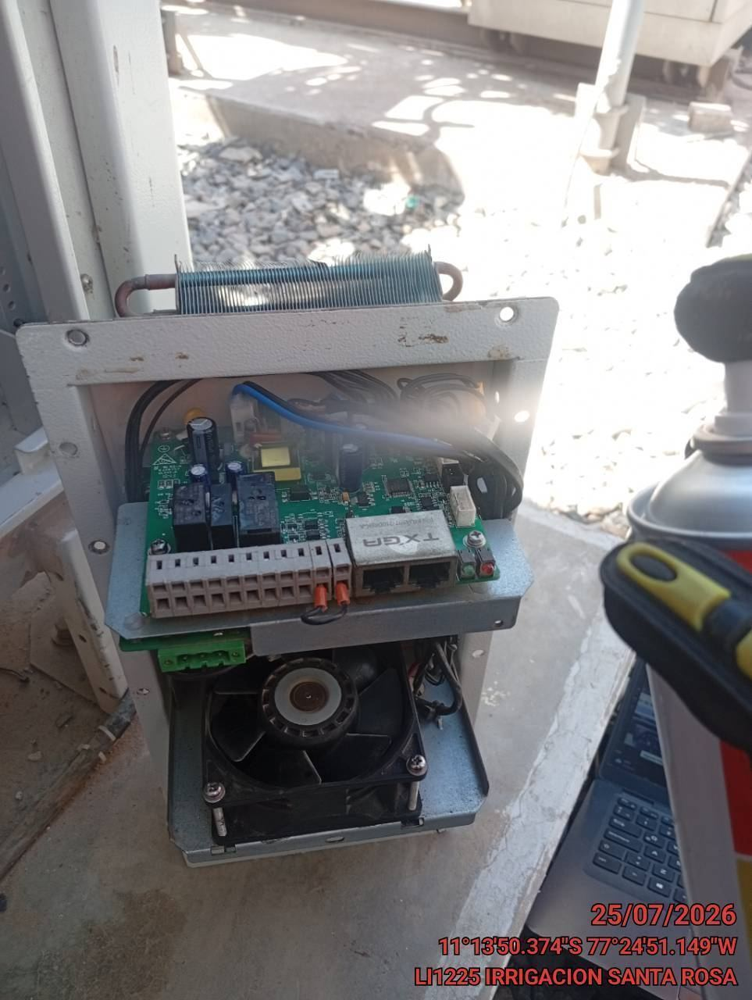 TXGA
25/07/2026
11°13'50.374"S 77°24'51.149"W
LI1225 IRRIGACION SANTA ROSA